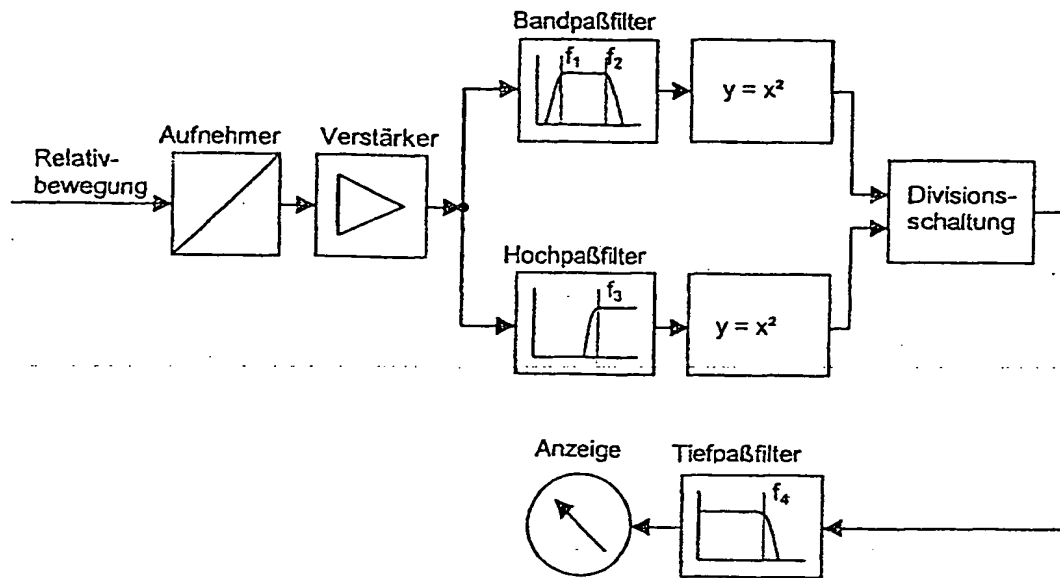 Bandpaßfilter
f₁ f₂
y = x²
Aufnehmer
Verstärker
Relativ-
bewegung
Divisions-
schaltung
Hochpaßfilter
f₃
y = x²
Anzeige
Tiefpaßfilter
f₄